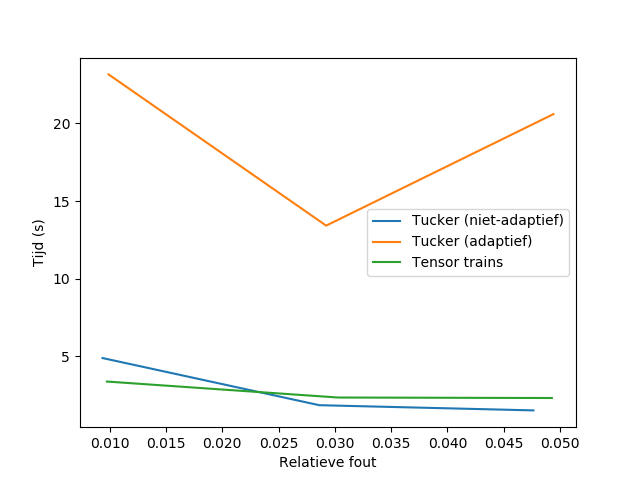 20
15
10
5
Tijd (s)
Tucker (niet-adaptief)
Tucker (adaptief)
Tensor trains
0.010 0.015 0.020 0.025 0.030 0.035 0.040 0.045 0.050
Relatieve fout